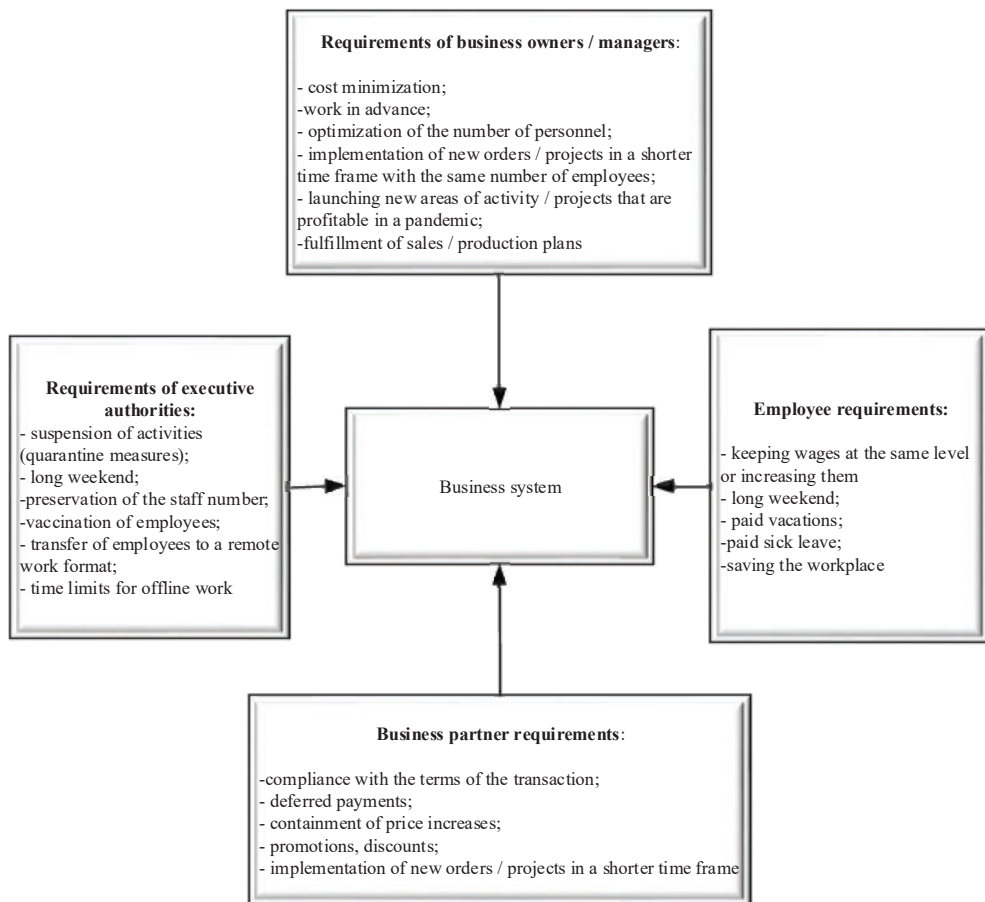 Requirements of business owners / managers:
- cost minimization;
-work in advance;
- optimization of the number of personnel;
- implementation of new orders / projects in a shorter
time frame with the same number of employees;
- launching new areas of activity / projects that are
profitable in a pandemic;
-fulfillment of sales / production plans
Requirements of executive
authorities:
- suspension of activities
(quarantine measures);
- long weekend;
-preservation of the staff number;
-vaccination of employees;
- transfer of employees to a remote
work format;
- time limits for offline work
Business system
Employee requirements:
- keeping wages at the same level
or increasing them
- long weekend;
- paid vacations;
-paid sick leave;
-saving the workplace
Business partner requirements:
-compliance with the terms of the transaction;
- deferred payments;
- containment of price increases;
- promotions, discounts;
- implementation of new orders / projects in a shorter time frame